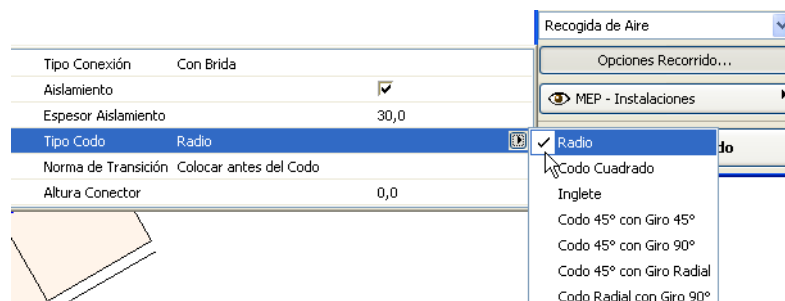 Recogida de Aire
Opciones Recorrido...
MEP - Instalaciones
do
Tipo Conexión Con Brida
Aislamiento
Espesor Aislamiento 30,0
Tipo Codo Radio
Norma de Transición Colocar antes del Codo
Altura Conector 0,0
Radio
Codo Cuadrado
Inglete
Codo 45° con Giro 45°
Codo 45° con Giro 90°
Codo 45° con Giro Radial
Codo Radial con Giro 90°